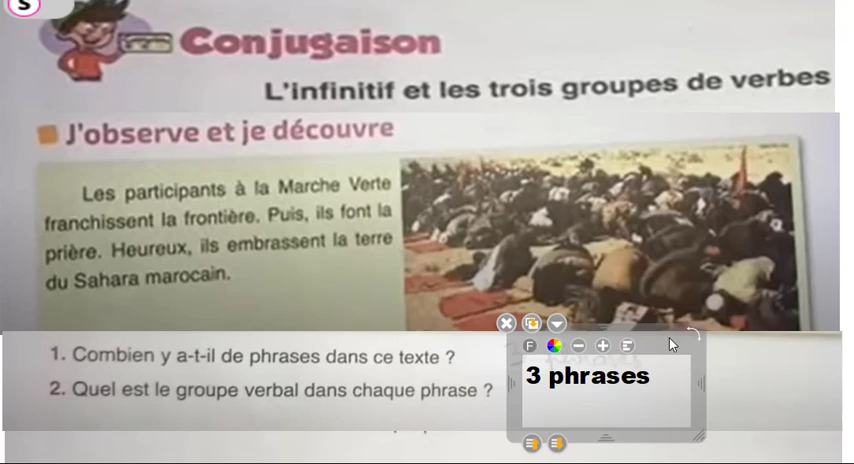 S
Conjugaison
L'infinitif et les trois groupes de verbes
J'observe et je découvre
Les participants à la Marche Verte
franchissent la frontière. Puis, ils font la
prière. Heureux, ils embrassent la terre
du Sahara marocain.
1. Combien y a-t-il de phrases dans ce texte ?
2. Quel est le groupe verbal dans chaque phrase ?
F
3 phrases